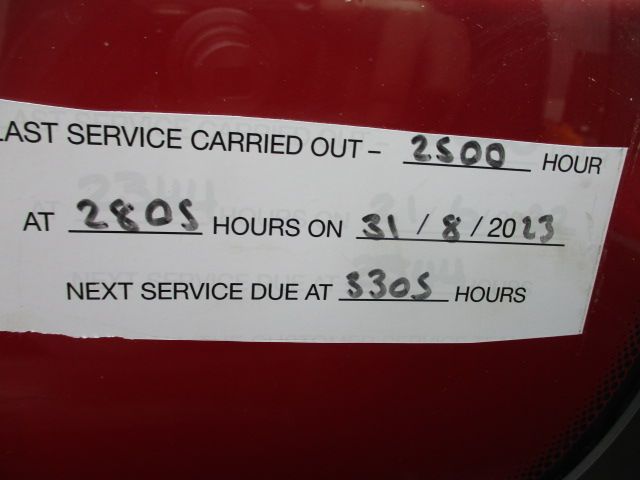 LAST SERVICE CARRIED OUT – 2500 HOUR
AT 2805 HOURS ON 31/8/2023
NEXT SERVICE DUE AT 3305 HOURS